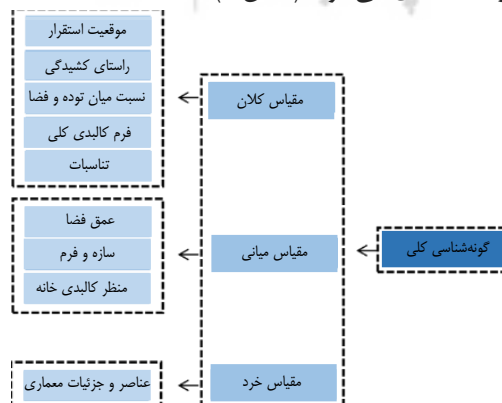 گونه‌شناسی کلی
مقیاس کلان
موقعیت استقرار
راستای کشیدگی
نسبت میان توده و فضا
فرم کالبدی کلی
تناسبات
مقیاس میانی
عمق فضا
سازه و فرم
منظر کالبدی خانه
مقیاس خرد
عناصر و جزئیات معماری